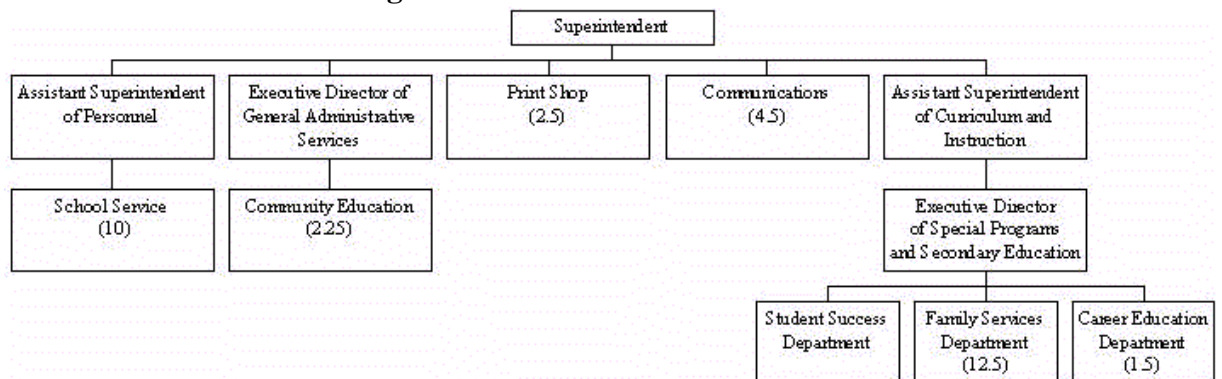 Superintendent
Assistant Superintendent
of Personnel
Executive Director of
General Administrative
Services
Print Shop
(2.5)
Communications
(4.5)
Assistant Superintendent
of Curriculum and
Instruction
School Service
(10)
Community Education
(2.25)
Executive Director
of Special Programs
and Secondary Education
Student Success
Department
Family Services
Department
(12.5)
Career Education
Department
(1.5)